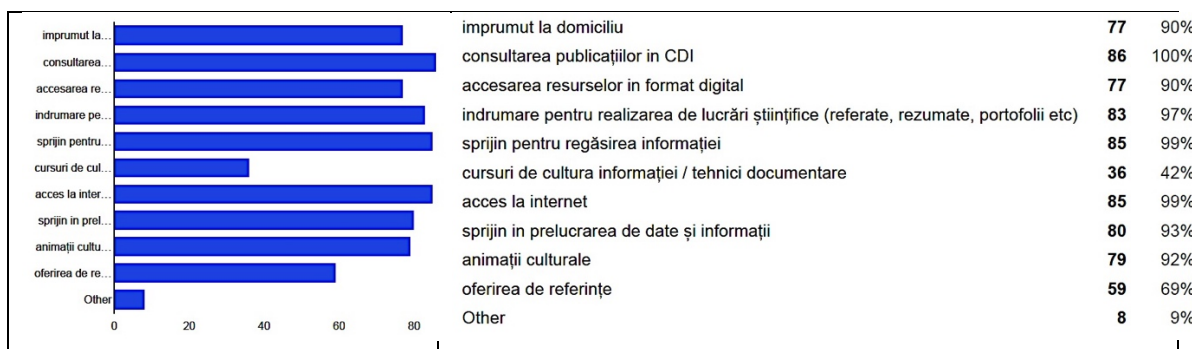 imprumut la...
consultarea...
accesarea re...
indrumare pe...
sprijin pentru...
cursuri de cul...
acces la inter...
sprijin in prel...
animații cultu...
oferirea de re...
Other
0 20 40 60 80
imprumut la domiciliu 77 90%
consultarea publicațiilor in CDI 86 100%
accesarea resurselor in format digital 77 90%
indrumare pentru realizarea de lucrări științifice (referate, rezumate, portofolii etc) 83 97%
sprijin pentru regăsirea informației 85 99%
cursuri de cultura informației / tehnici documentare 36 42%
acces la internet 85 99%
sprijin in prelucrarea de date și informații 80 93%
animații culturale 79 92%
oferirea de referințe 59 69%
Other 8 9%